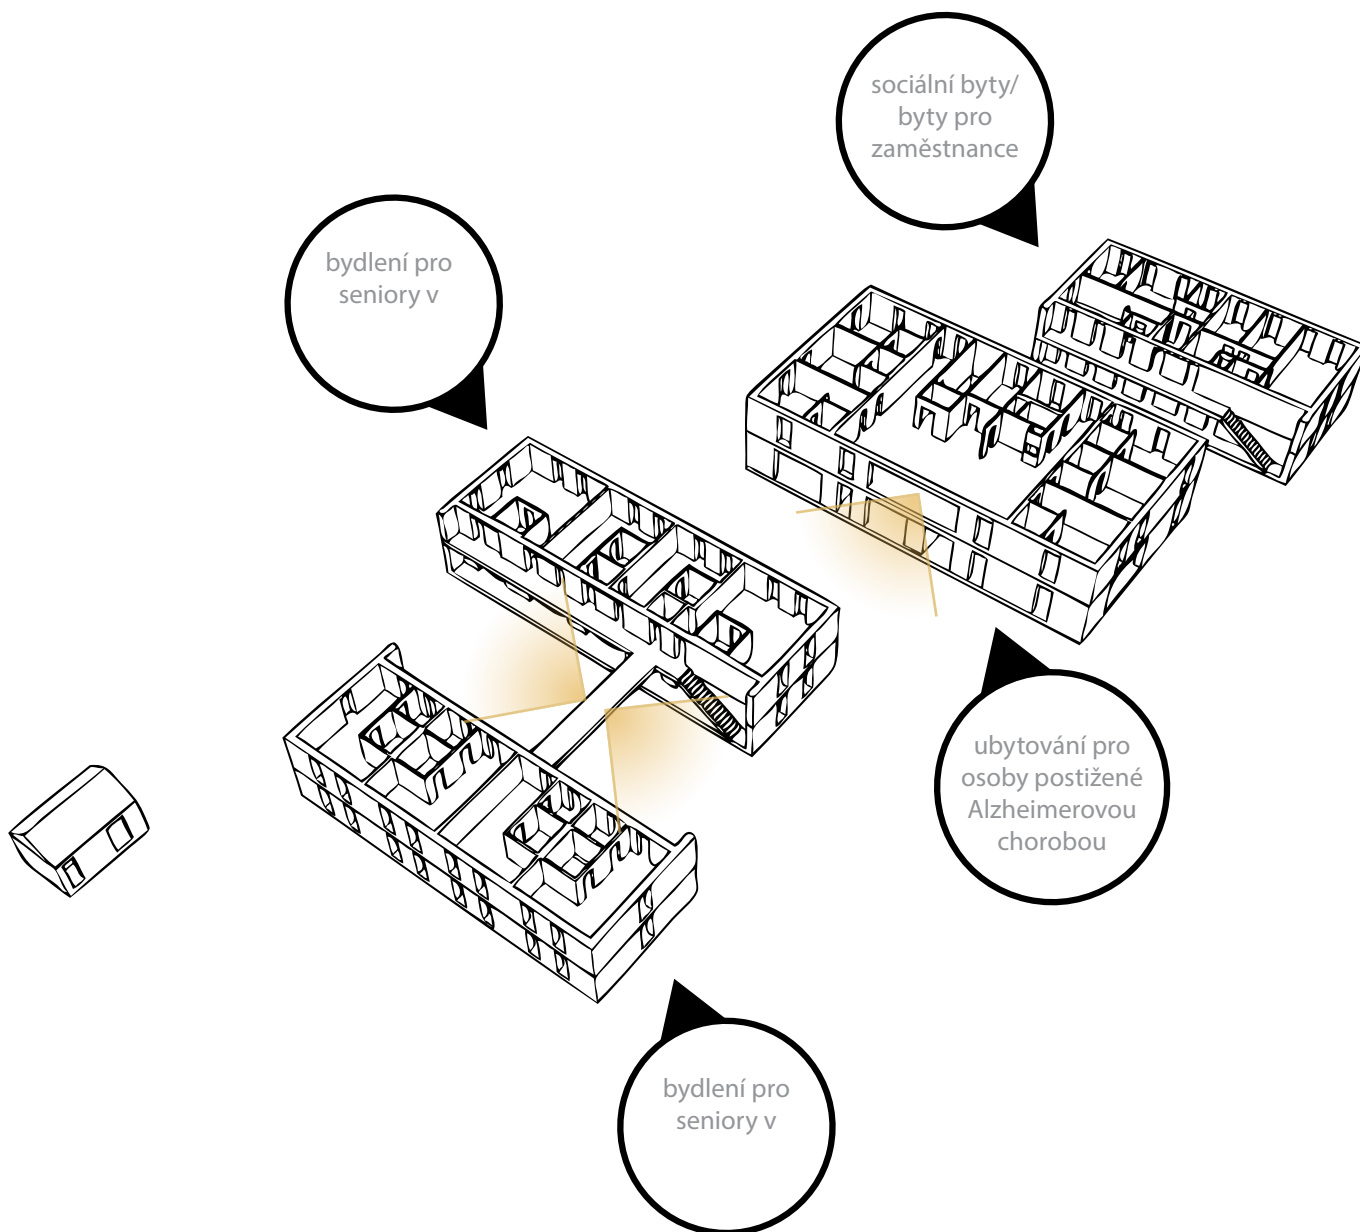 sociální byty/
byty pro
zaměstnance
bydlení pro
seniory v
ubytování pro
osoby postižené
Alzheimerovou
chorobou
bydlení pro
seniory v